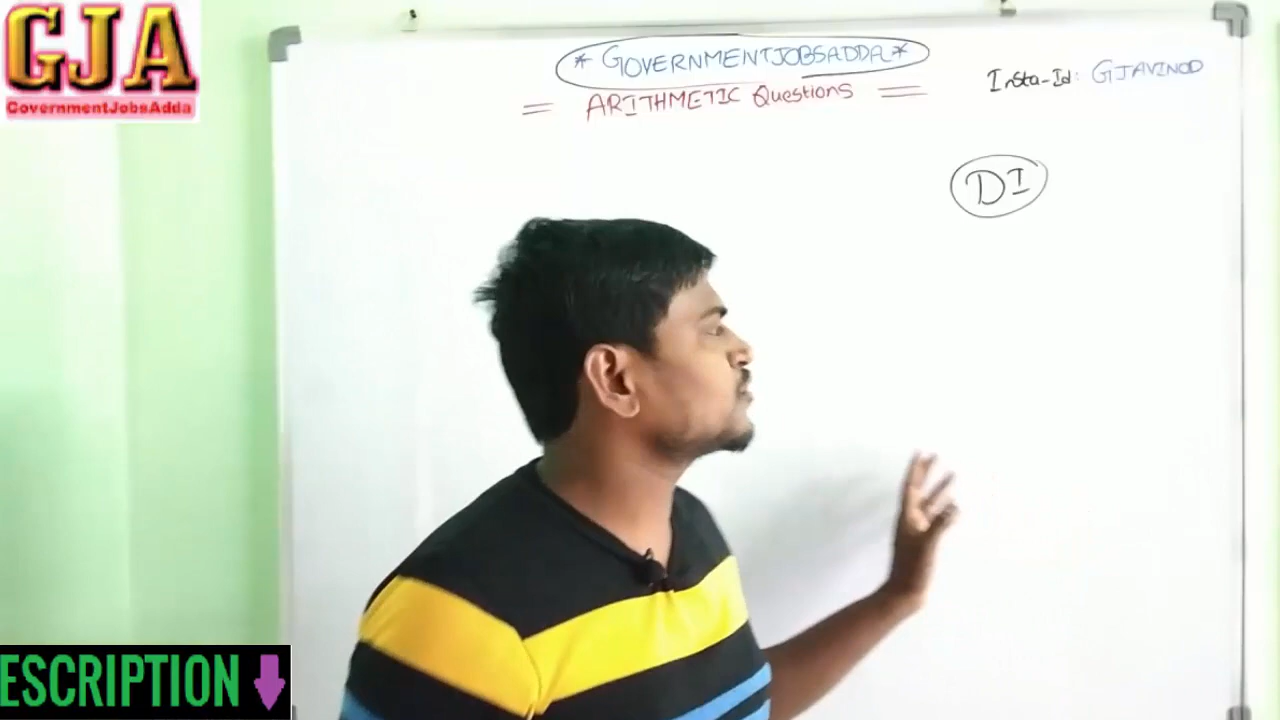 GJA
GovernmentJobsAdda
* GOVERNMENTJOBSADDA *
= ARITHMETIC Questions =
Insta-Id: GJAVINOD
DI
ESCRIPTION